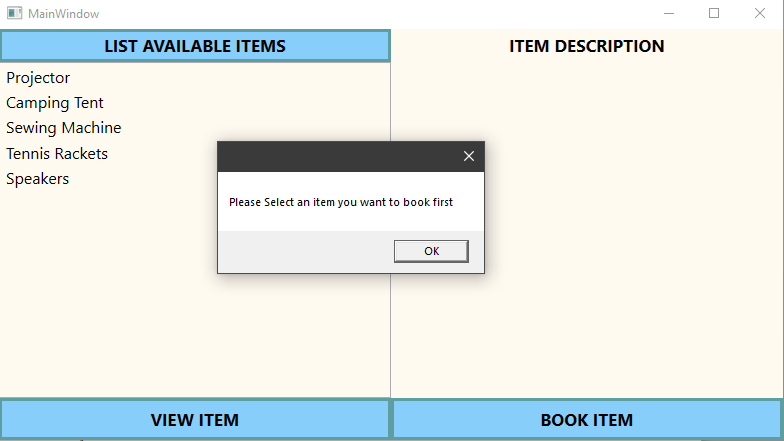 MainWindow
LIST AVAILABLE ITEMS
ITEM DESCRIPTION
Projector
Camping Tent
Sewing Machine
Tennis Rackets
Speakers
Please Select an item you want to book first
OK
VIEW ITEM
BOOK ITEM